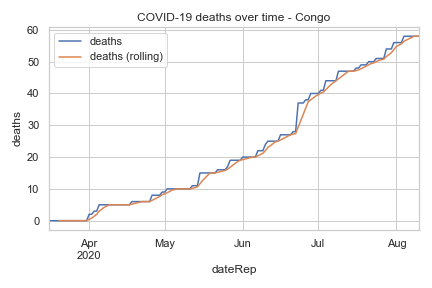 COVID-19 deaths over time - Congo
deaths
deaths (rolling)
60
50
40
30
20
10
0
deaths
Apr
2020
May
Jun
Jul
Aug
dateRep